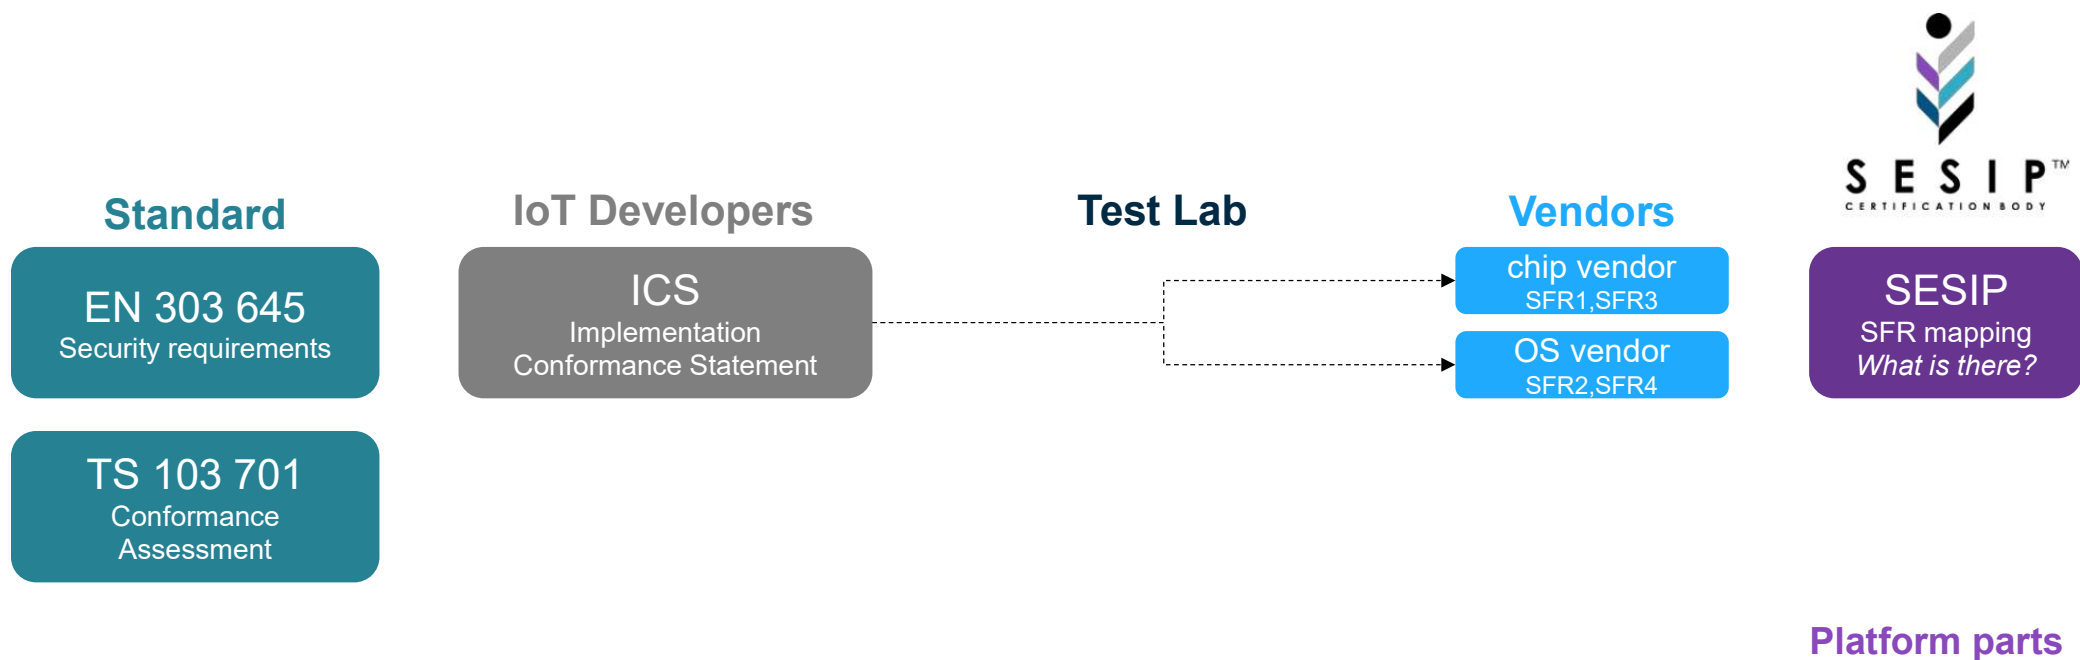 SESIP™
CERTIFICATION BODY
Standard
IoT Developers
Test Lab
Vendors
EN 303 645
Security requirements
ICS
Implementation
Conformance Statement
chip vendor
SFR1,SFR3
OS vendor
SFR2,SFR4
SESIP
SFR mapping
What is there?
TS 103 701
Conformance
Assessment
Platform parts